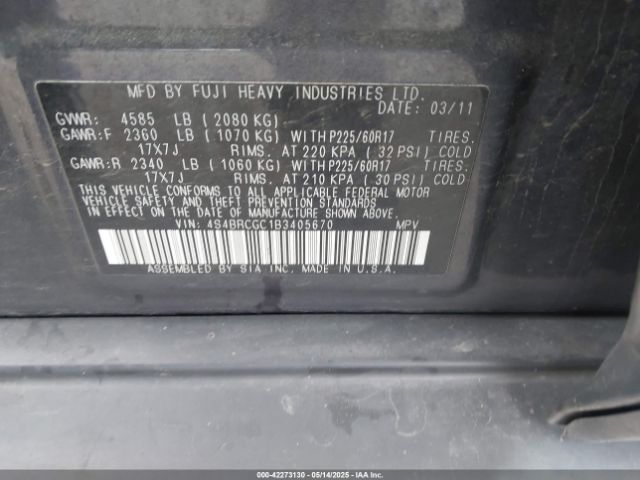 MFD BY FUJI HEAVY INDUSTRIES LTD.
DATE: 03/11
GVWR: 4585 LB (2080 KG)
GAWR:F 2360 LB (1070 KG) WITH P225/60R17 TIRES,
17X7J RIMS, AT 220 KPA (32 PSI) COLD
GAWR:R 2340 LB (1060 KG) WITH P225/60R17 TIRES,
17X7J RIMS, AT 210 KPA (30 PSI) COLD
THIS VEHICLE CONFORMS TO ALL APPLICABLE FEDERAL MOTOR
VEHICLE SAFETY AND THEFT PREVENTION STANDARDS
IN EFFECT ON THE DATE OF MANUFACTURE SHOWN ABOVE.
VIN: 4S4BRCGC1B3405670 MPV
ASSEMBLED BY SIA INC. MADE IN U.S.A.
000-42273130 - 05/14/2025 - IAAI.COM